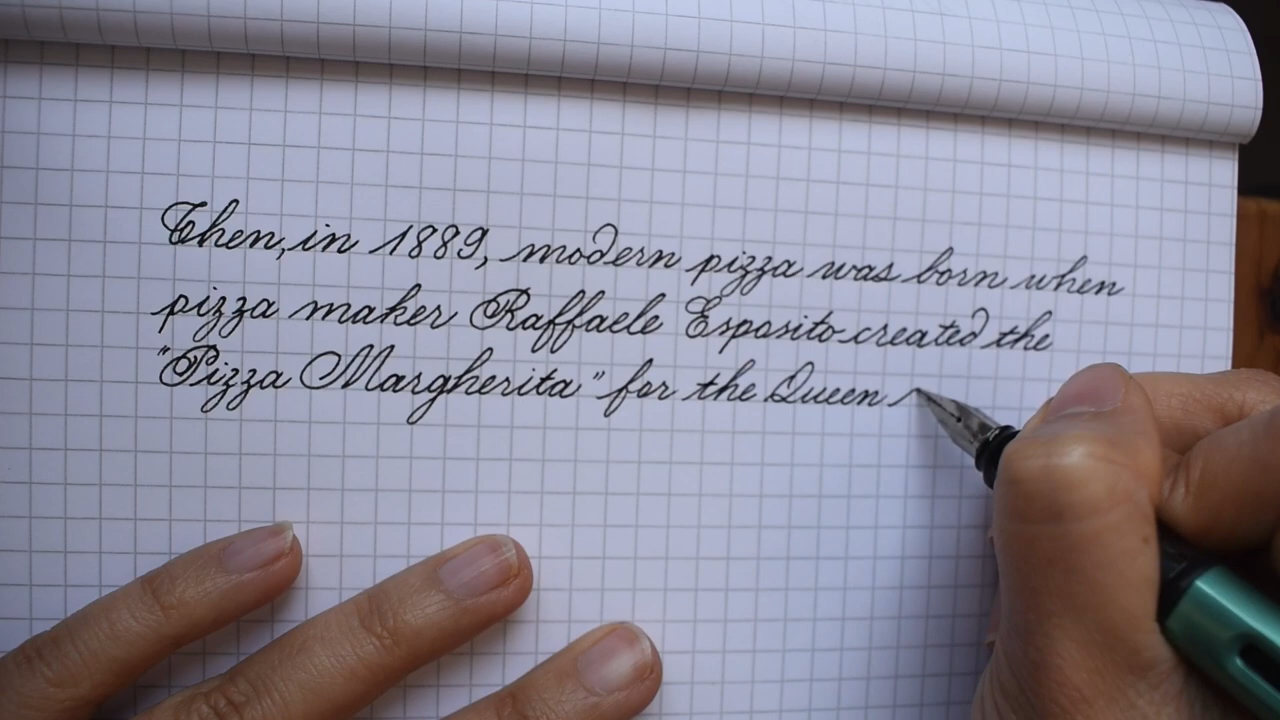 Then, in 1889, modern pizza was born when
pizza maker Raffaele Esposito created the
"Pizza Margherita" for the Queen